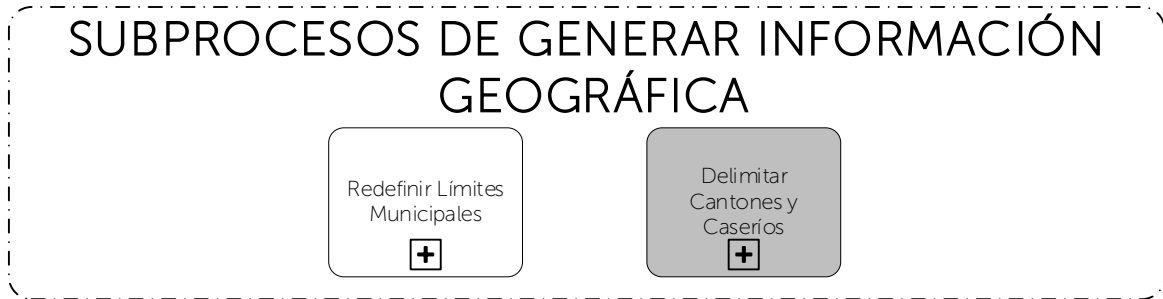 SUBPROCESOS DE GENERAR INFORMACIÓN
GEOGRÁFICA
Redefinir Límites
Municipales
Delimitar
Cantones y
Caseríos